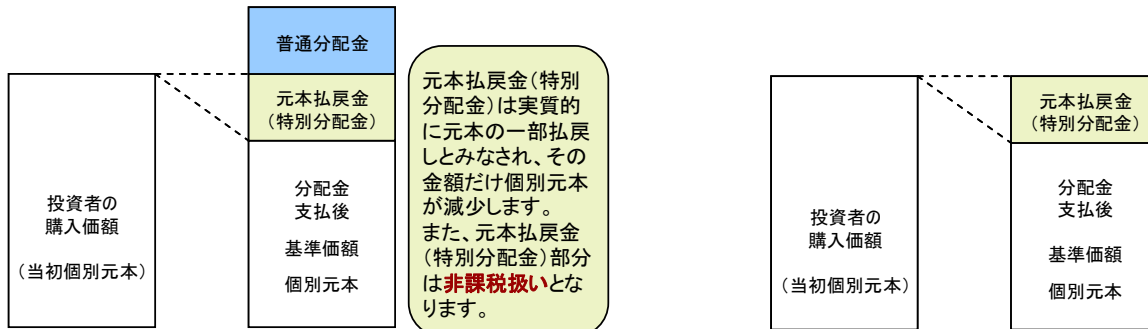 普通分配金
元本払戻金
(特別分配金)
投資者の
購入価額
(当初個別元本)
分配金
支払後
基準価額
個別元本
元本払戻金(特別
分配金)は実質的
に元本の一部払戻
しとみなされ、その
金額だけ個別元本
が減少します。
また、元本払戻金
(特別分配金)部分
は非課税扱いとな
ります。
元本払戻金
(特別分配金)
投資者の
購入価額
(当初個別元本)
分配金
支払後
基準価額
個別元本